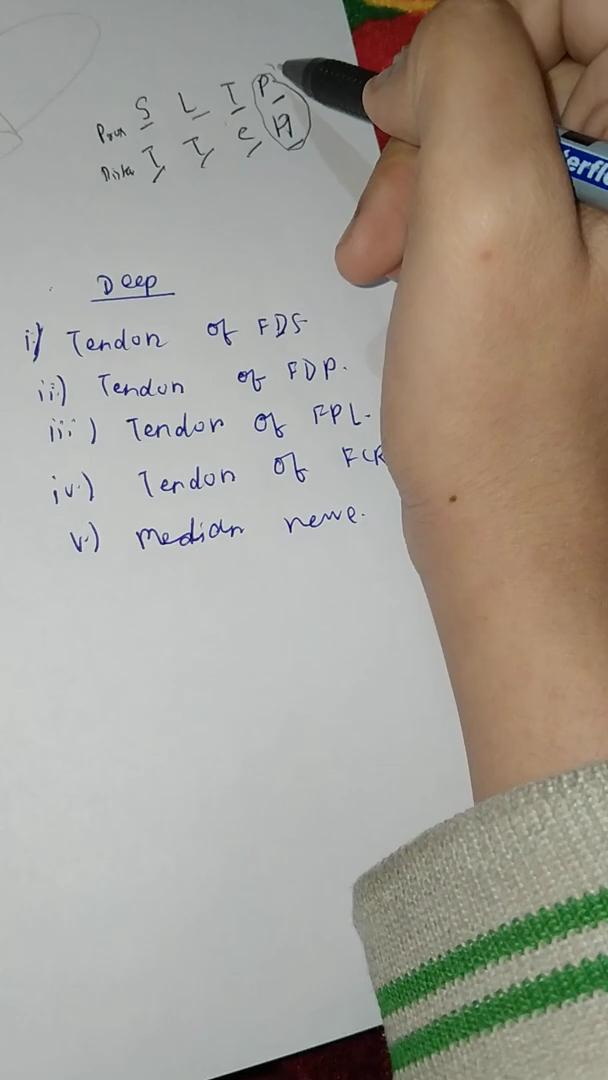 Prox S L T P
Dista T T C H
Deep
i) Tendon of FDS
ii) Tendon of FDP.
iii) Tendon of FPL.
iv.) Tendon of FCR
v.) median nerve.
erflo